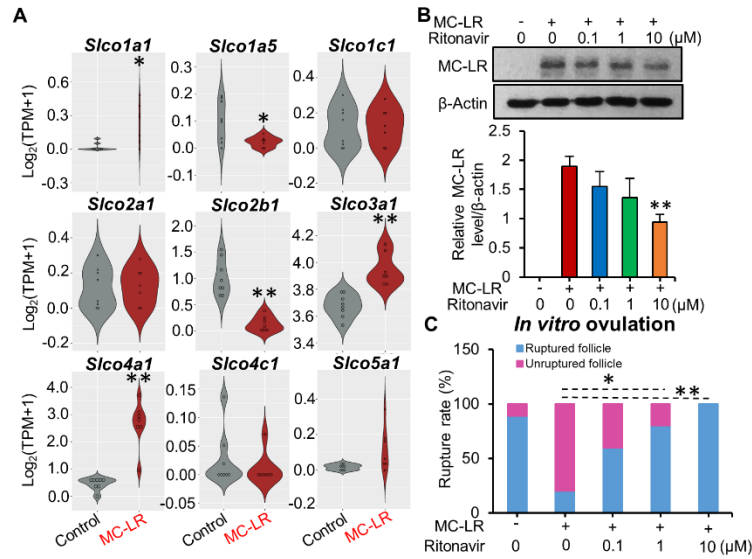 A
Slco1a1
Slco1a5
Slco1c1
Log2(TPM+1)
0.6
0.3
0.0
-0.3
*
0.3
0.2
0.1
0.0
-0.1
*
0.3
0.2
0.1
0.0
-0.2
Slco2a1
Slco2b1
Slco3a1
Log2(TPM+1)
0.4
0.2
0.0
-0.2
2.0
1.5
1.0
0.5
0.0
**
4.2
4.0
3.8
3.6
3.4
**
Slco4a1
Slco4c1
Slco5a1
Log2(TPM+1)
4.0
3.0
2.0
1.0
0.0
**
0.15
0.10
0.05
0.00
-0.05
0.5
0.2
0.0
-0.2
Control
MC-LR
Control
MC-LR
Control
MC-LR
B
MC-LR - + + + +
Ritonavir 0 0 0.1 1 10 (μM)
MC-LR
β-Actin
Relative MC-LR
level/β-actin
2
1.5
1
0.5
0
**
MC-LR - + + + +
Ritonavir 0 0 0.1 1 10 (μM)
C
In vitro ovulation
Ruptured follicle
Unruptured follicle
Rupture rate (%)
150
100
50
0
*
**
MC-LR - + + + +
Ritonavir 0 0 0.1 1 10 (μM)